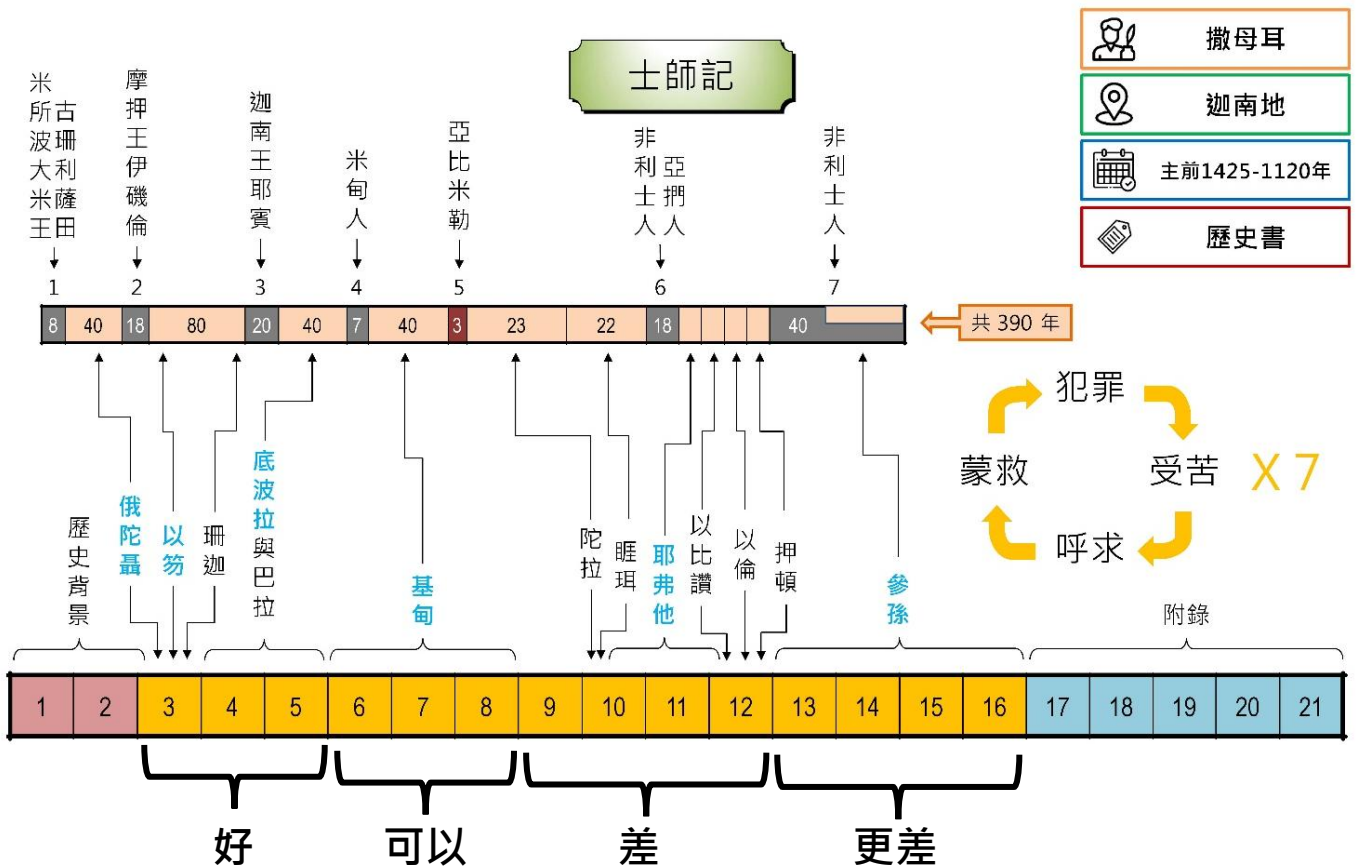 士師記
撒母耳
迦南地
主前1425-1120年
歷史書
米所波大米王
古珊利薩田
摩押王伊磯倫
迦南王耶賓
米甸人
亞比米勒
非利士人
亞捫人
非利士人
1 2 3 4 5 6 7
8 40 18 80 20 40 7 40 3 23 22 18 40
共 390 年
犯罪
受苦
呼求
蒙救
X 7
歷史背景
俄陀聶
以笏
珊迦
底波拉與巴拉
基甸
陀拉
睚珥
耶弗他
以比讚
以倫
押頓
參孫
附錄
1 2 3 4 5 6 7 8 9 10 11 12 13 14 15 16 17 18 19 20 21
好
可以
差
更差